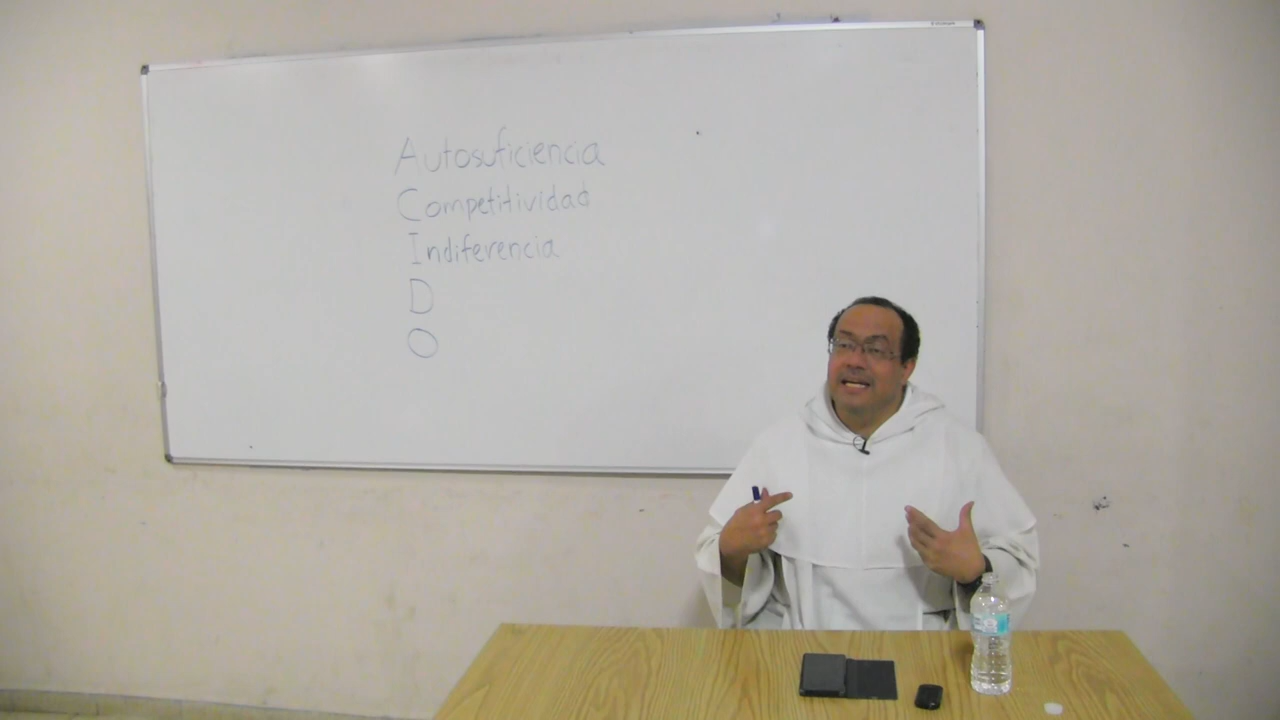 Autosuficiencia
Competitividad
Indiferencia
D
O